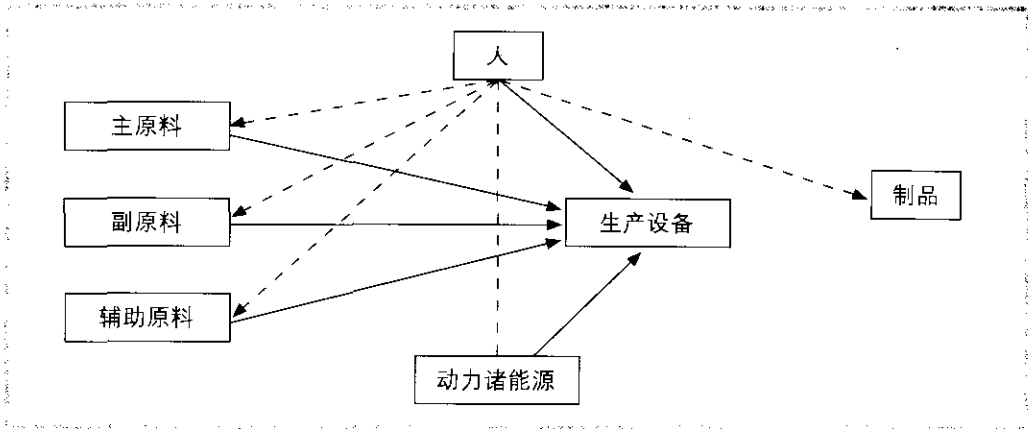 人
主原料
制品
副原料
生产设备
辅助原料
动力诸能源